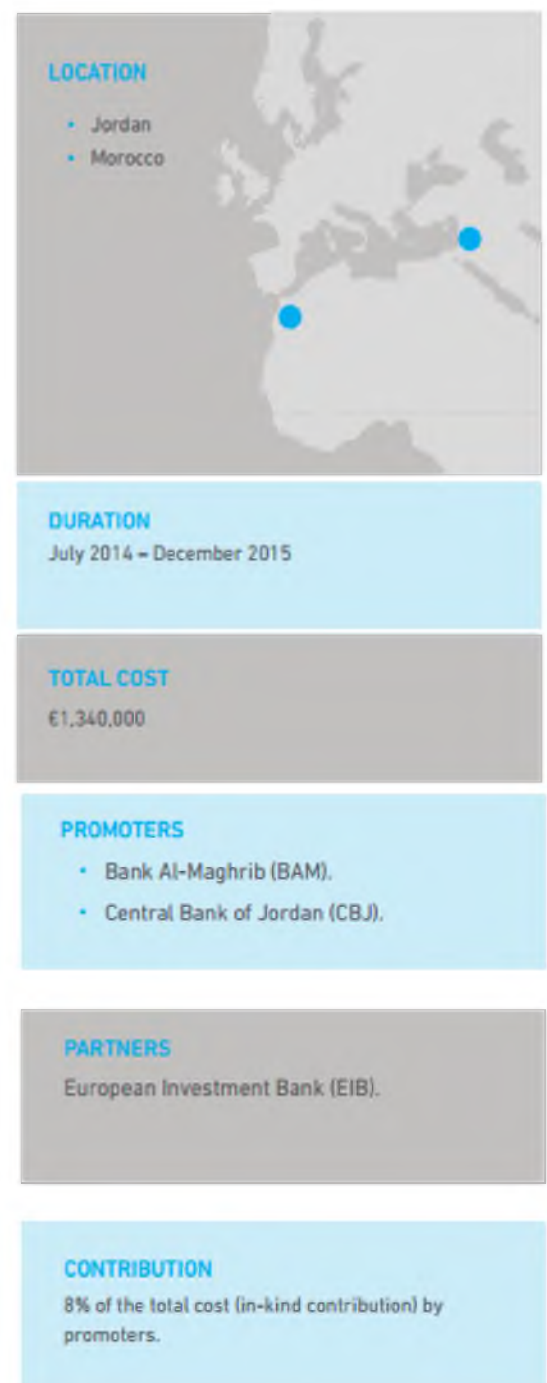 LOCATION
• Jordan
• Morocco
DURATION
July 2014 – December 2015
TOTAL COST
€1,340,000
PROMOTERS
• Bank Al-Maghrib (BAM).
• Central Bank of Jordan (CBJ).
PARTNERS
European Investment Bank (EIB).
CONTRIBUTION
8% of the total cost (in-kind contribution) by
promoters.